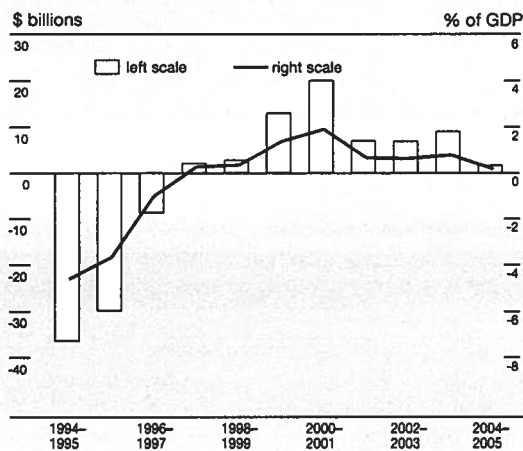 $ billions % of GDP
30 6
left scale right scale
20 4
10 2
0 0
-10 -2
-20 -4
-30 -6
-40 -8
1994– 1996– 1998– 2000– 2002– 2004–
1995 1997 1999 2001 2003 2005